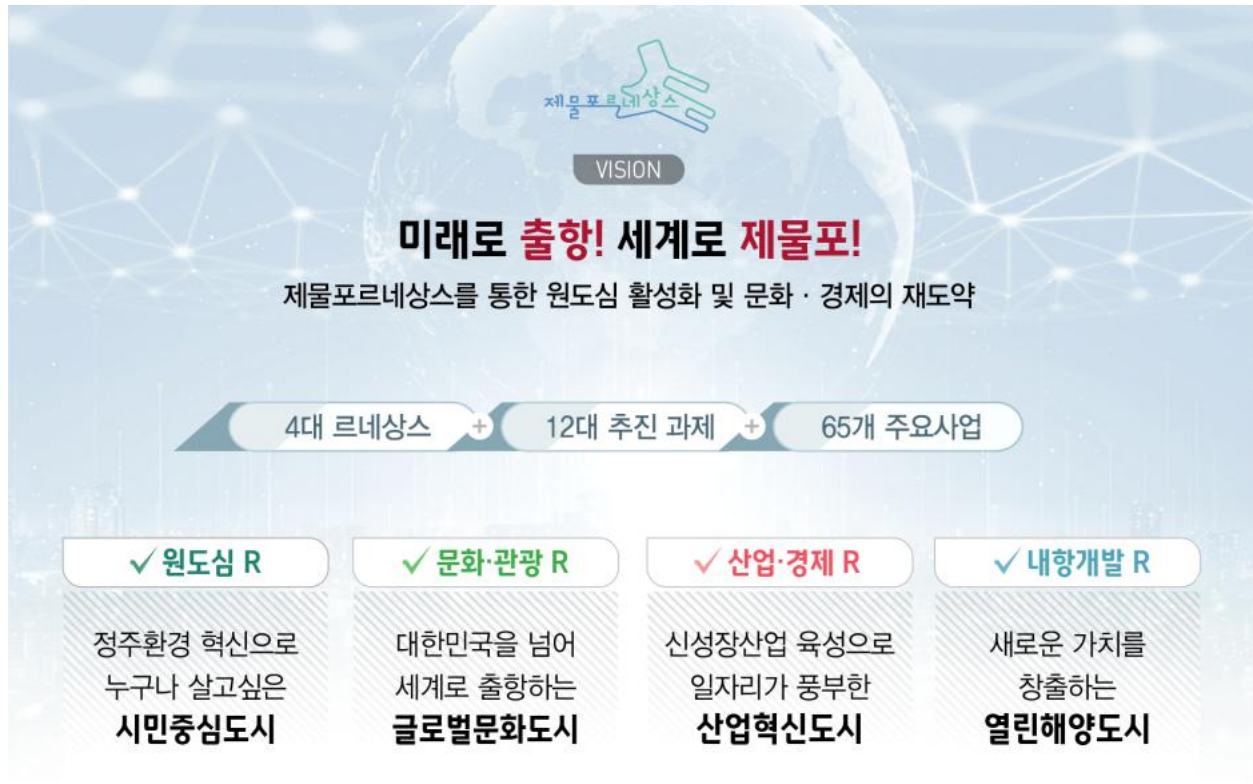 제물포르네상스
VISION
미래로 출항! 세계로 제물포!
제물포르네상스를 통한 원도심 활성화 및 문화 · 경제의 재도약
4대 르네상스 + 12대 추진 과제 + 65개 주요사업
✓ 원도심 R
정주환경 혁신으로
누구나 살고싶은
시민중심도시
✓ 문화·관광 R
대한민국을 넘어
세계로 출항하는
글로벌문화도시
✓ 산업·경제 R
신성장산업 육성으로
일자리가 풍부한
산업혁신도시
✓ 내항개발 R
새로운 가치를
창출하는
열린해양도시